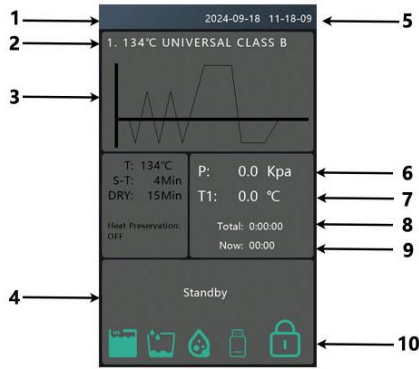 1
2024-09-18 11-18-09
5
2
1. 134℃ UNIVERSAL CLASS B
3
T: 134℃
S-T: 4Min
DRY: 15Min
Heat Preservation:
OFF
P: 0.0 Kpa
6
T1: 0.0 ℃
7
Total: 0:00:00
8
Now: 00:00
9
4
Standby
10